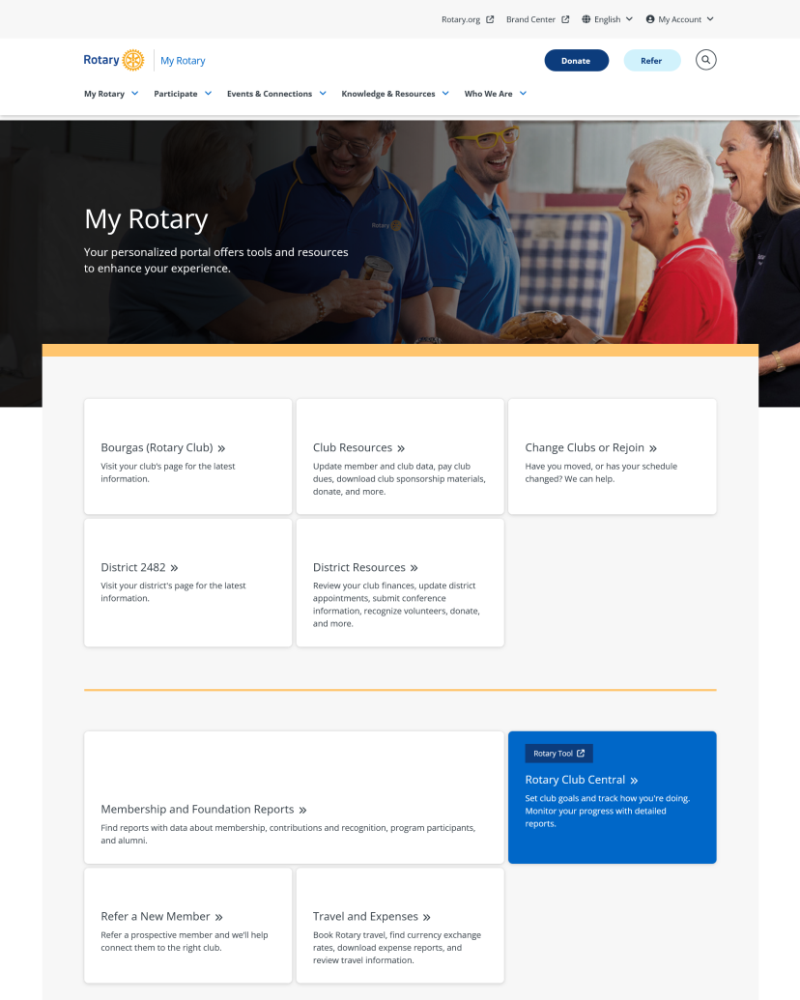 Rotary.org Brand Center English My Account
Rotary My Rotary
Donate Refer
My Rotary Participate Events & Connections Knowledge & Resources Who We Are
Rotary
My Rotary
Your personalized portal offers tools and resources
to enhance your experience.
Bourgas (Rotary Club) »
Visit your club's page for the latest
information.
Club Resources »
Update member and club data, pay club
dues, download club sponsorship materials,
donate, and more.
Change Clubs or Rejoin »
Have you moved, or has your schedule
changed? We can help.
District 2482 »
Visit your district's page for the latest
information.
District Resources »
Review your club finances, update district
appointments, submit conference
information, recognize volunteers, donate,
and more.
Membership and Foundation Reports »
Find reports with data about membership, contributions and recognition, program participants,
and alumni.
Rotary Tool
Rotary Club Central »
Set club goals and track how you're doing.
Monitor your progress with detailed
reports.
Refer a New Member »
Refer a prospective member and we'll help
connect them to the right club.
Travel and Expenses »
Book Rotary travel, find currency exchange
rates, download expense reports, and
review travel information.